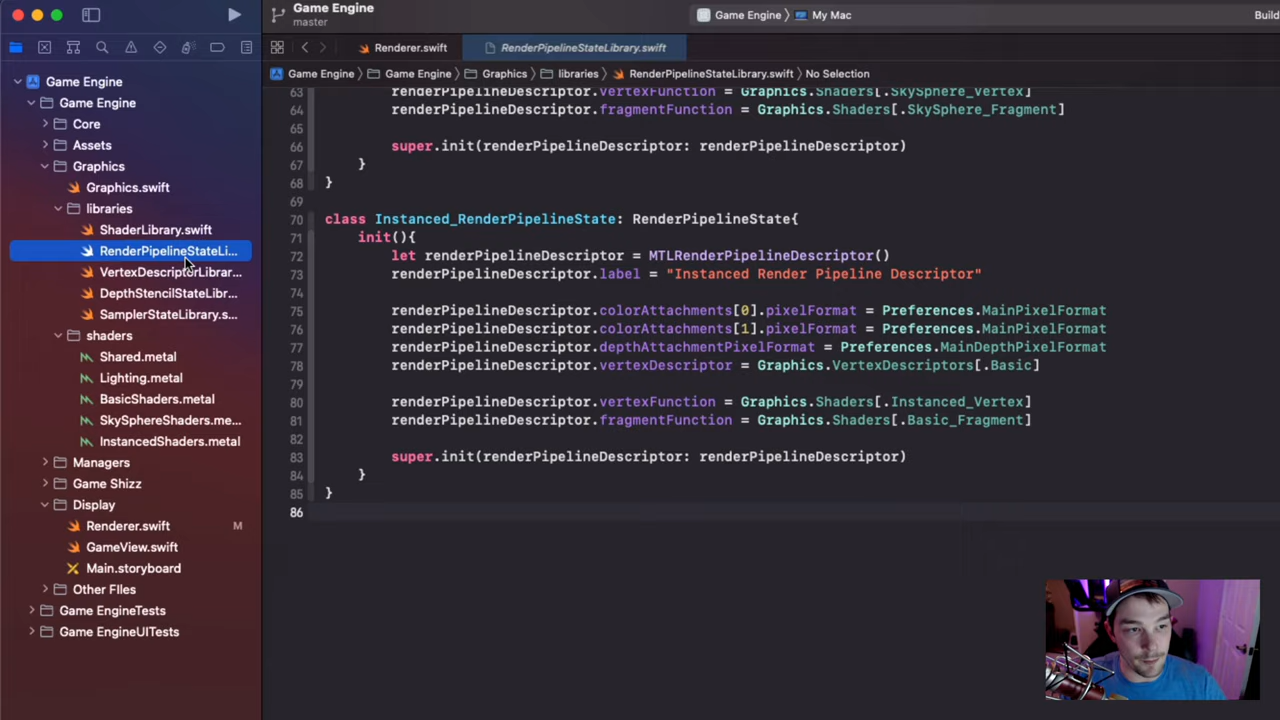 Game Engine
master
Game Engine
My Mac
Build
Renderer.swift
RenderPipelineStateLibrary.swift
Game Engine
Game Engine
Graphics
libraries
RenderPipelineStateLibrary.swift
No Selection
Game Engine
Game Engine
Core
Assets
Graphics
Graphics.swift
libraries
ShaderLibrary.swift
RenderPipelineStateLi...
VertexDescriptorLibrar...
DepthStencilStateLibr...
SamplerStateLibrary.s...
shaders
Shared.metal
Lighting.metal
BasicShaders.metal
SkySphereShaders.me...
InstancedShaders.metal
Managers
Game Shizz
Display
Renderer.swift M
GameView.swift
Main.storyboard
Other FIles
Game EngineTests
Game EngineUITests
63 renderPipelineDescriptor.vertexFunction = Graphics.Shaders[.SkySphere_Vertex]
64 renderPipelineDescriptor.fragmentFunction = Graphics.Shaders[.SkySphere_Fragment]
65
66 super.init(renderPipelineDescriptor: renderPipelineDescriptor)
67 }
68 }
69
70 class Instanced_RenderPipelineState: RenderPipelineState{
71 init(){
72 let renderPipelineDescriptor = MTLRenderPipelineDescriptor()
73 renderPipelineDescriptor.label = "Instanced Render Pipeline Descriptor"
74
75 renderPipelineDescriptor.colorAttachments[0].pixelFormat = Preferences.MainPixelFormat
76 renderPipelineDescriptor.colorAttachments[1].pixelFormat = Preferences.MainPixelFormat
77 renderPipelineDescriptor.depthAttachmentPixelFormat = Preferences.MainDepthPixelFormat
78 renderPipelineDescriptor.vertexDescriptor = Graphics.VertexDescriptors[.Basic]
79
80 renderPipelineDescriptor.vertexFunction = Graphics.Shaders[.Instanced_Vertex]
81 renderPipelineDescriptor.fragmentFunction = Graphics.Shaders[.Basic_Fragment]
82
83 super.init(renderPipelineDescriptor: renderPipelineDescriptor)
84 }
85 }
86